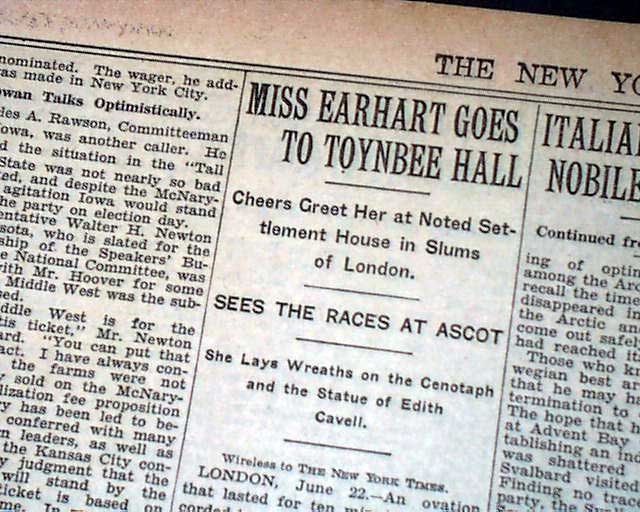 THE NEW YO
nominated. The wager, he add-
was made in New York City.
owan Talks Optimistically.
les A. Rawson, Committeeman
Iowa, was another caller. He
d the situation in the "Tall
State was not nearly so bad
ted, and despite the McNary-
agitation Iowa would stand
the party on election day.
entative Walter H. Newton
sota, who is slated for the
ship of the Speakers' Bu-
e National Committee, was
with Mr. Hoover for some
Middle West was the sub-
sed.
ddle West is for the
tis ticket," Mr. Newton
ard. "You can put that
act. I have always con-
the farms were not
y sold on the McNary-
lization fee proposition
y has been led to be-
conferred with many
n leaders, as well as
the Kansas City con-
y judgment that the
will stand by the
ticket is based on
me. In
MISS EARHART GOES
TO TOYNBEE HALL
Cheers Greet Her at Noted Set-
tlement House in Slums
of London.
SEES THE RACES AT ASCOT
She Lays Wreaths on the Cenotaph
and the Statue of Edith
Cavell.
Wireless to THE NEW YORK TIMES.
LONDON, June 22.—An ovation
that lasted for ten
ITALIA
NOBILE
Continued fr
ing of opti
among the Ar
recall the time
disappeared in
the Arctic an
come out safely
had reached it
Those who kn
wegian best a
that he may h
termination to
The hope that h
at Advent Bay
tablishing an ind
was shattered
Svalbard visited
Finding no trac
party, the